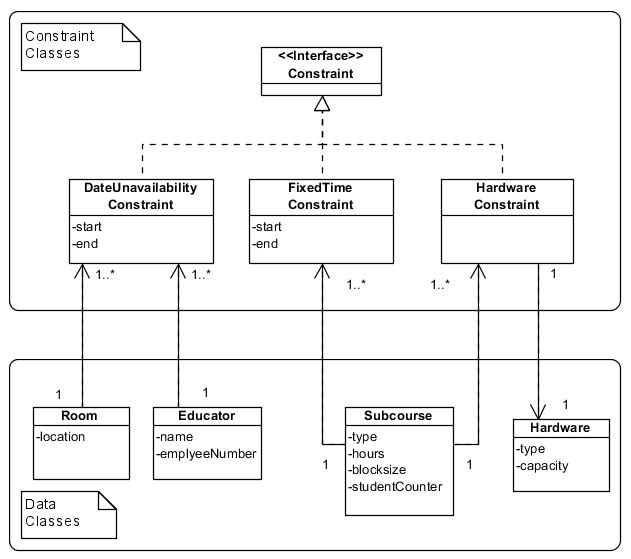 Constraint
Classes
<<Interface>>
Constraint
DateUnavailability
Constraint
-start
-end
FixedTime
Constraint
-start
-end
Hardware
Constraint
1..*
1..*
1..*
1..*
1
1
1
1
Room
-location
Educator
-name
-emplyeeNumber
Subcourse
-type
-hours
-blocksize
-studentCounter
1
1
Hardware
-type
-capacity
Data
Classes